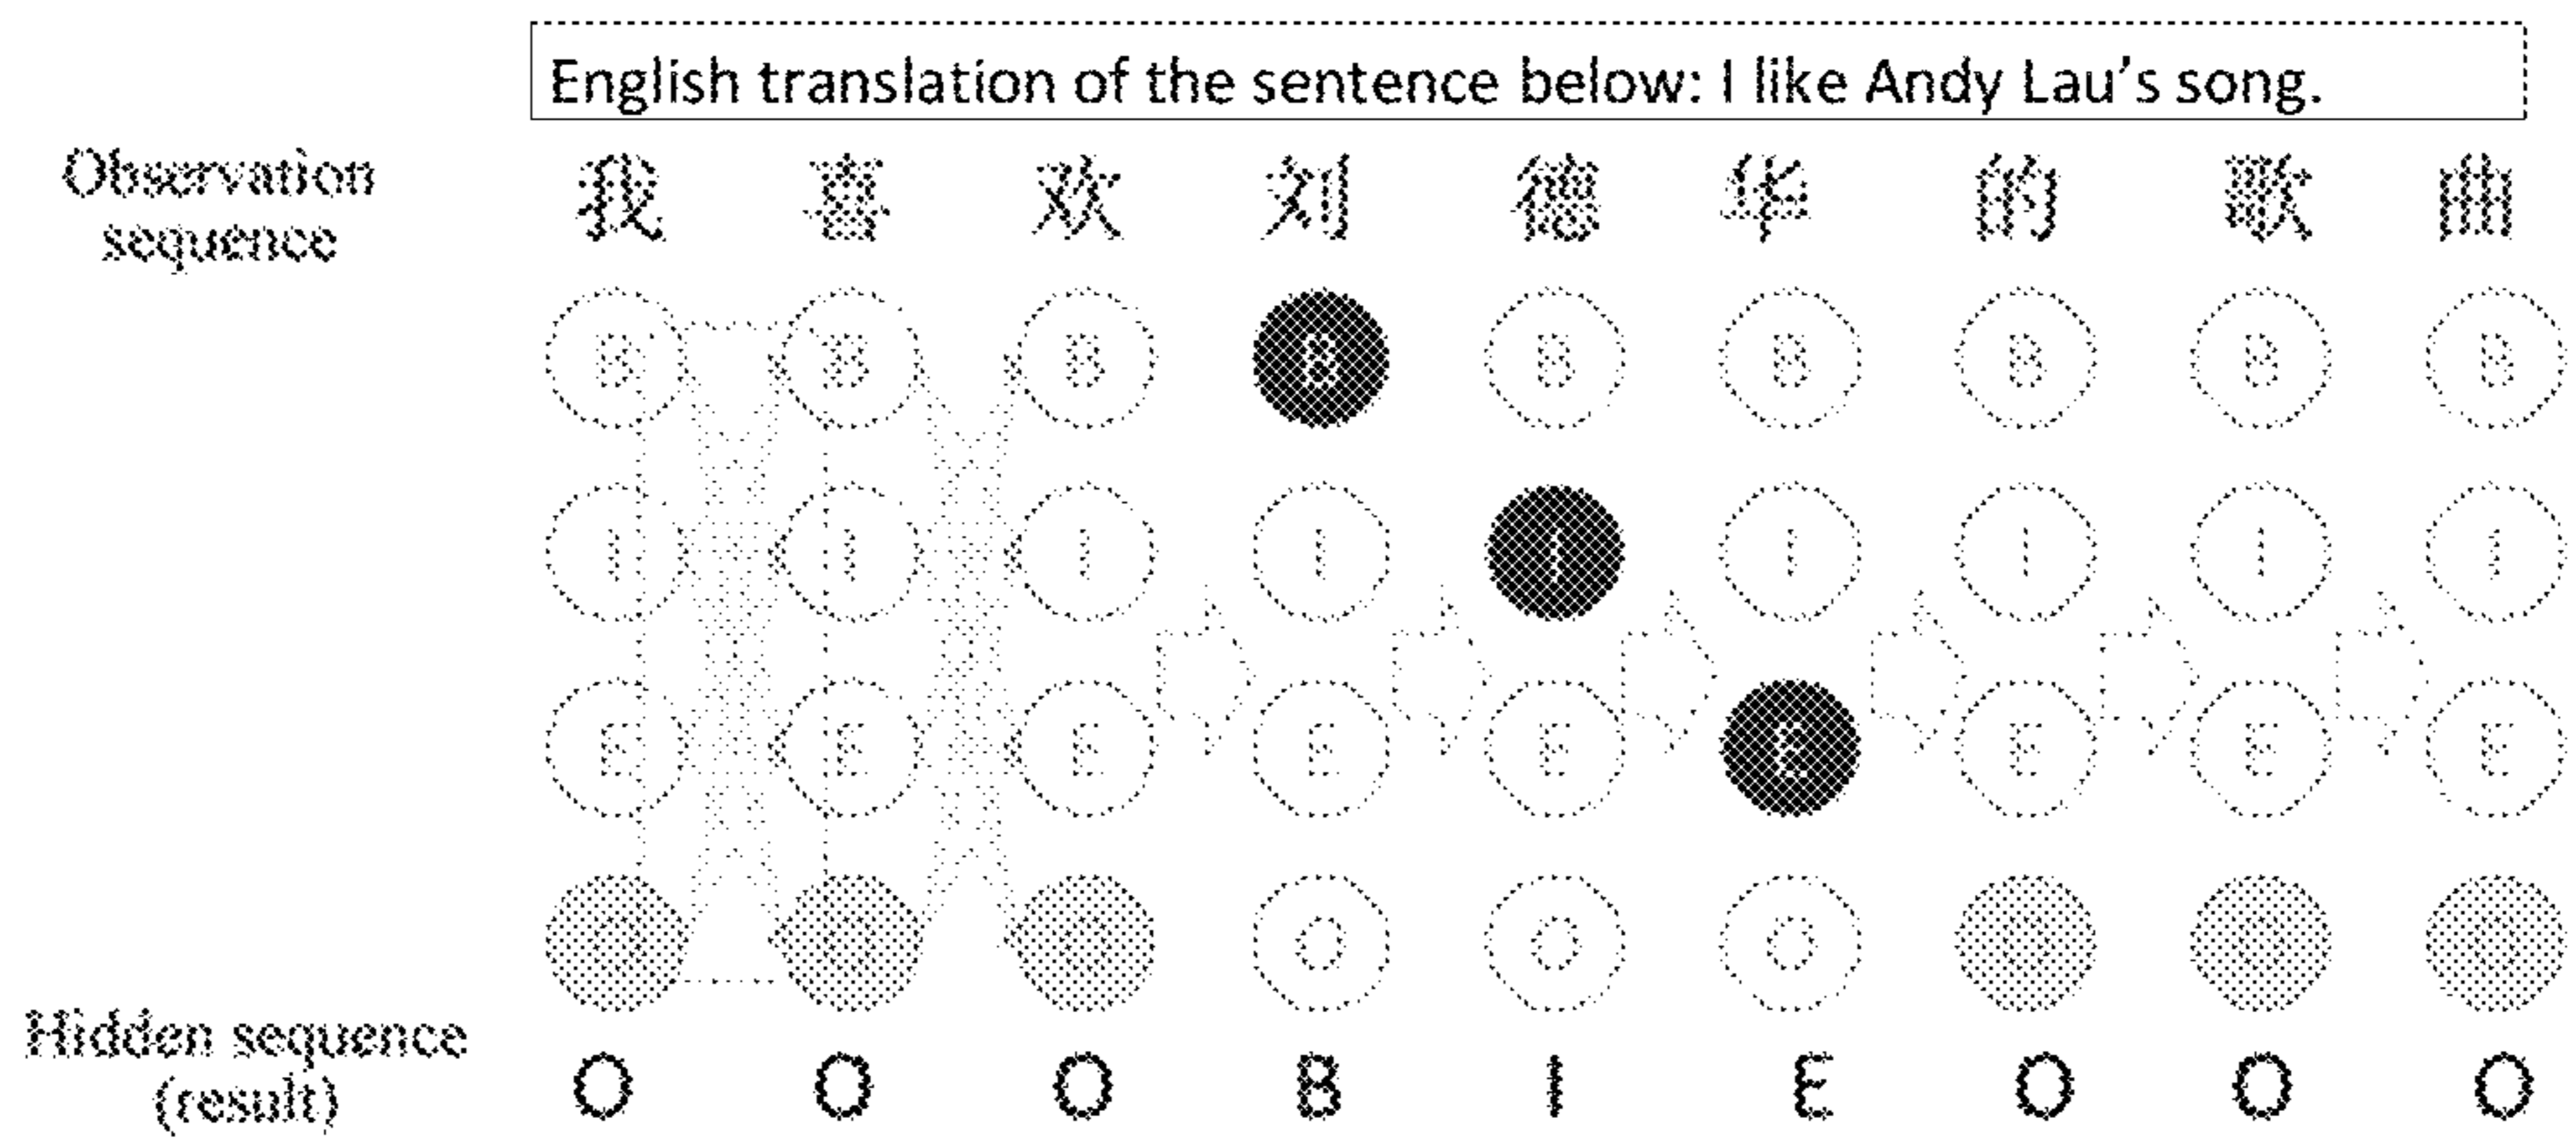 English translation of the sentence below: I like Andy Lau's song.
Observation sequence
我 喜 欢 刘 德 华 的 歌 曲
B B B B B B B B B
I I I I I I I I I
E E E E E E E E E
O O O O O O O O O
Hidden sequence (result)
O O O B I E O O O